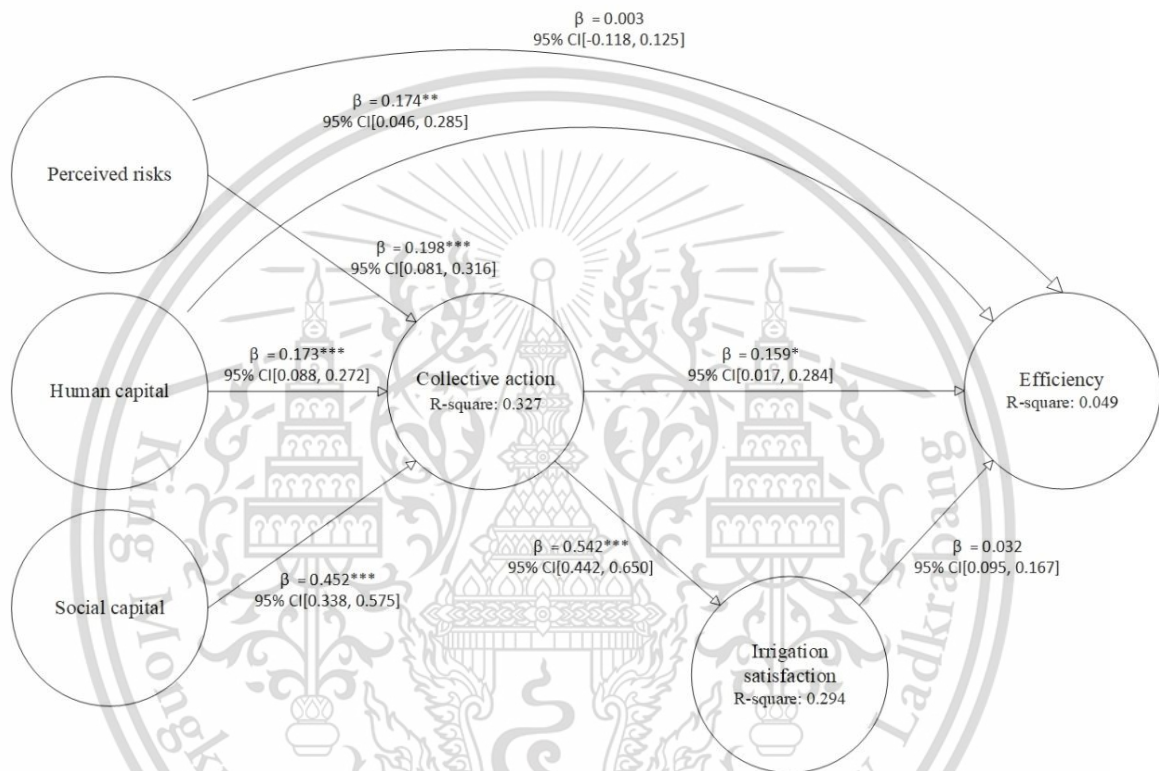 β = 0.003
95% CI[-0.118, 0.125]
β = 0.174**
95% CI[0.046, 0.285]
Perceived risks
β = 0.198***
95% CI[0.081, 0.316]
β = 0.173***
95% CI[0.088, 0.272]
Human capital
Collective action
R-square: 0.327
β = 0.159*
95% CI[0.017, 0.284]
Efficiency
R-square: 0.049
β = 0.452***
95% CI[0.338, 0.575]
Social capital
β = 0.542***
95% CI[0.442, 0.650]
β = 0.032
95% CI[0.095, 0.167]
Irrigation
satisfaction
R-square: 0.294
King Mongk
y Ladkrabang